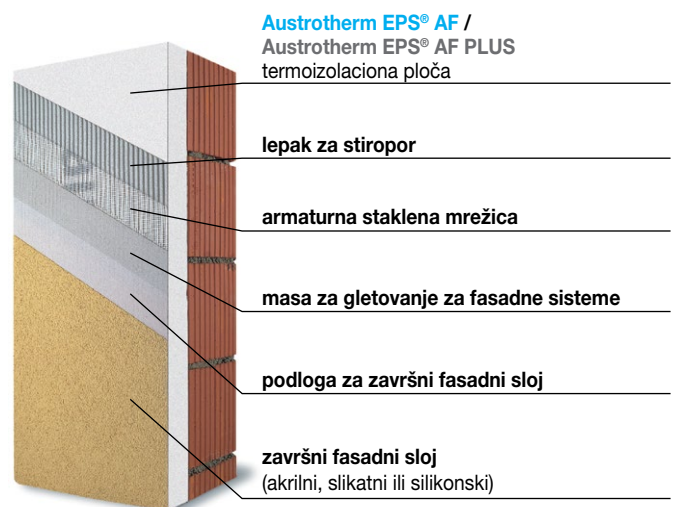 Austrotherm EPS® AF /
Austrotherm EPS® AF PLUS
termoizolaciona ploča
lepak za stiropor
armaturna staklena mrežica
masa za gletovanje za fasadne sisteme
podloga za završni fasadni sloj
završni fasadni sloj
(akrilni, slikatni ili silikonski)